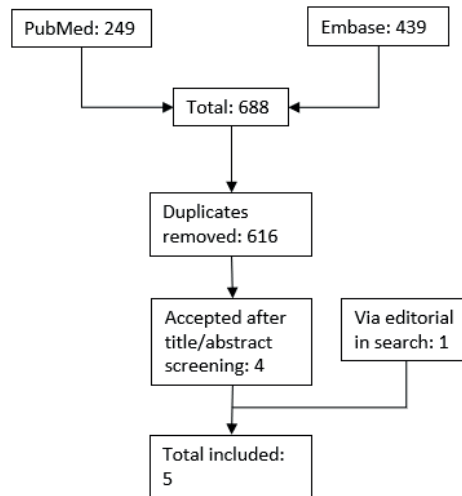 PubMed: 249
Embase: 439
Total: 688
Duplicates
removed: 616
Accepted after
title/abstract
screening: 4
Via editorial
in search: 1
Total included:
5